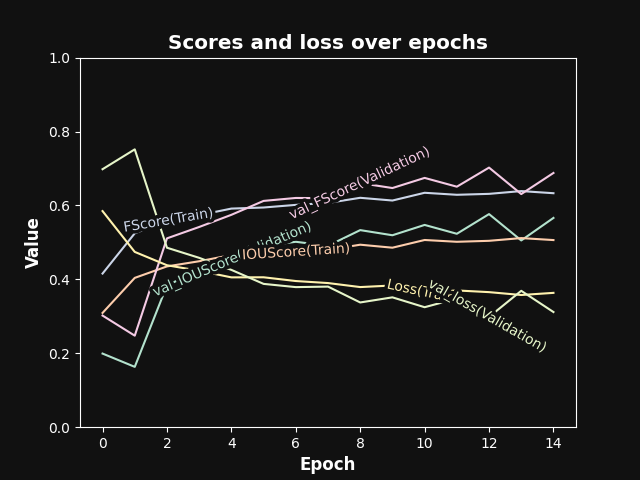 Scores and loss over epochs
1.0
0.8
0.6
0.4
0.2
0.0
Value
FScore(Train)
val_FScore(Validation)
IOUScore(Train)
val_IOUScore(Validation)
val_loss(Validation)
0 2 4 6 8 10 12 14
Epoch